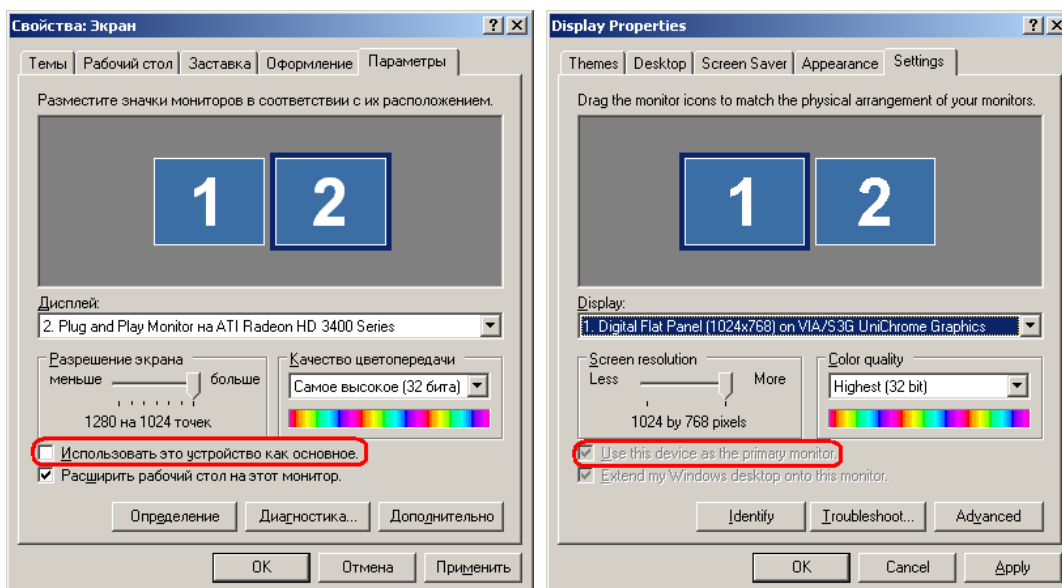 Свойства: Экран
Темы Рабочий стол Заставка Оформление Параметры
Разместите значки мониторов в соответствии с их расположением.
1 2
Дисплей:
2. Plug and Play Monitor на ATI Radeon HD 3400 Series
Разрешение экрана
меньше больше
1280 на 1024 точек
Качество цветопередачи
Самое высокое (32 бита)
Использовать это устройство как основное.
Расширить рабочий стол на этот монитор.
Определение Диагностика... Дополнительно
OK Отмена Применить
Display Properties
Themes Desktop Screen Saver Appearance Settings
Drag the monitor icons to match the physical arrangement of your monitors.
1 2
Display:
1. Digital Flat Panel (1024x768) on VIA/S3G UniChrome Graphics
Screen resolution
Less More
1024 by 768 pixels
Color quality
Highest (32 bit)
Use this device as the primary monitor.
Extend my Windows desktop onto this monitor.
Identify Troubleshoot... Advanced
OK Cancel Apply